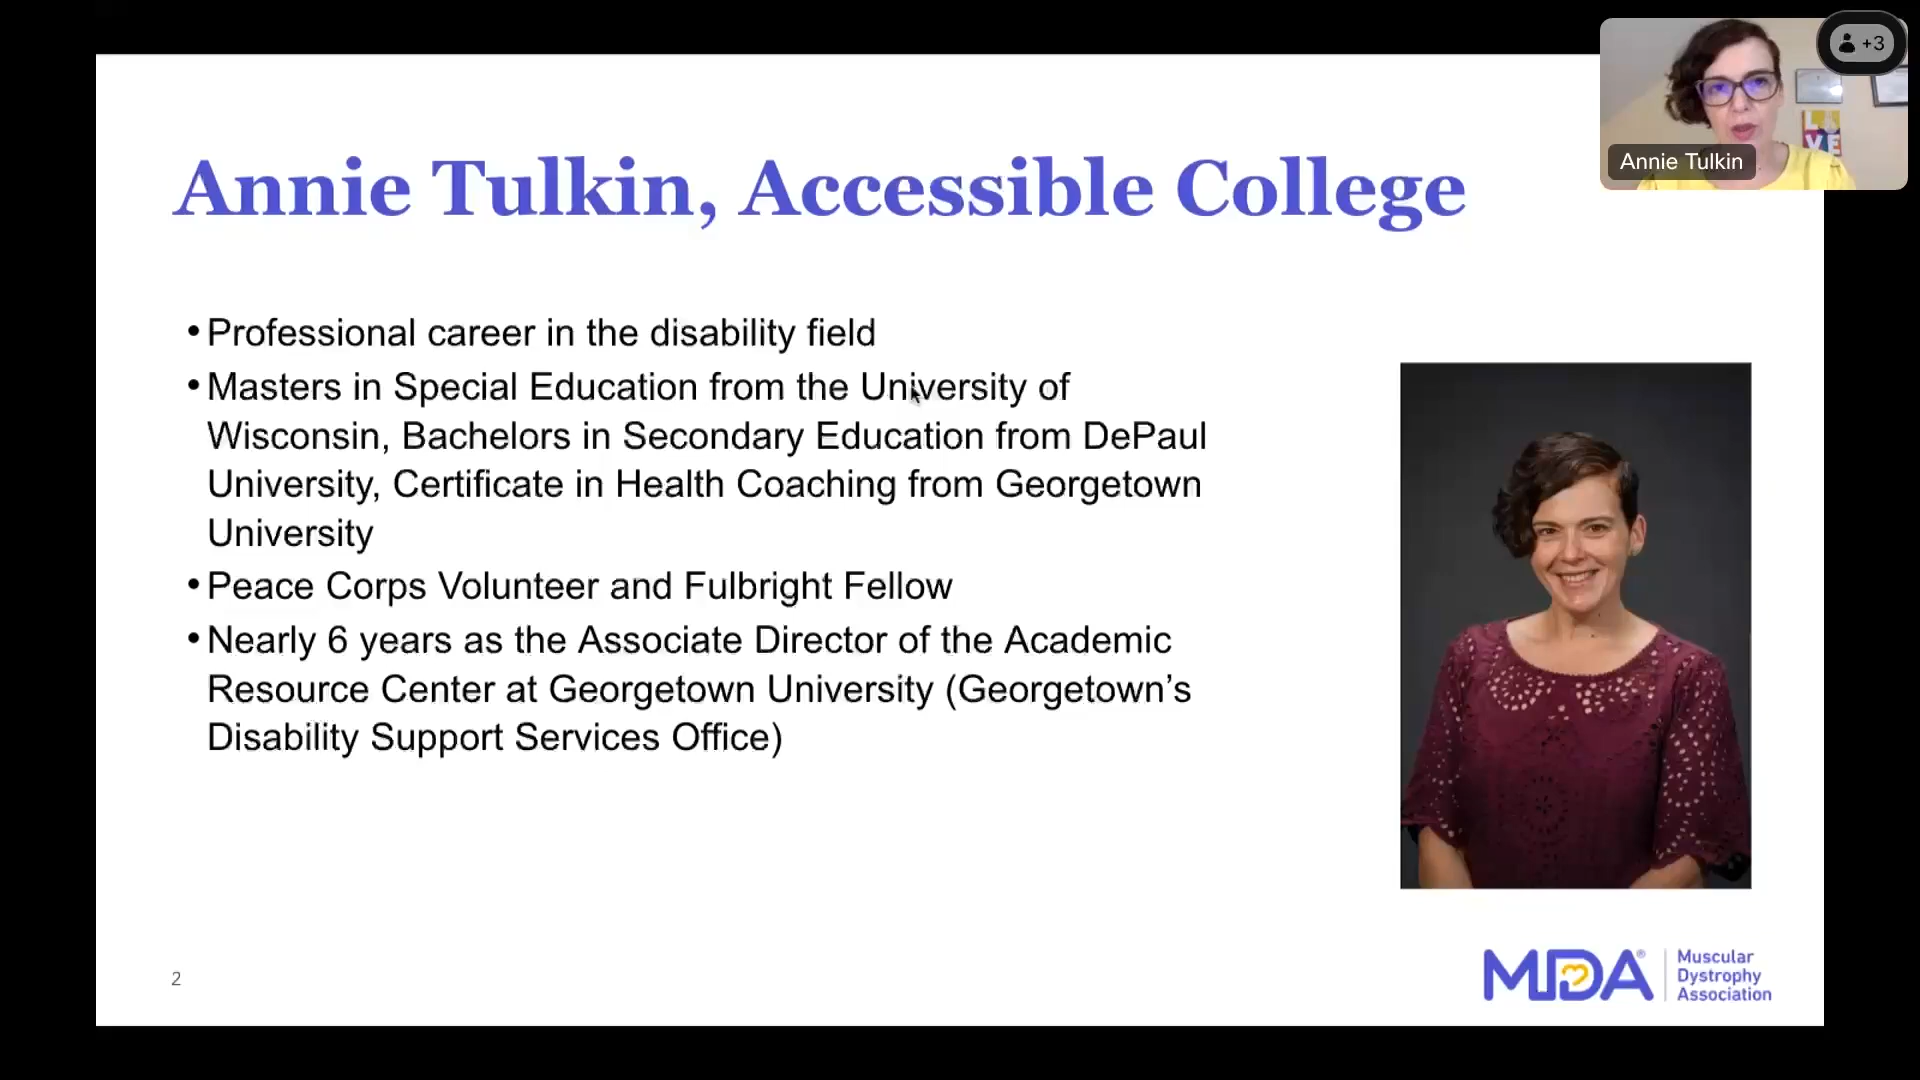 +3
Annie Tulkin
Annie Tulkin, Accessible College
• Professional career in the disability field
• Masters in Special Education from the University of
Wisconsin, Bachelors in Secondary Education from DePaul
University, Certificate in Health Coaching from Georgetown
University
• Peace Corps Volunteer and Fulbright Fellow
• Nearly 6 years as the Associate Director of the Academic
Resource Center at Georgetown University (Georgetown’s
Disability Support Services Office)
2
MDA®
Muscular
Dystrophy
Association